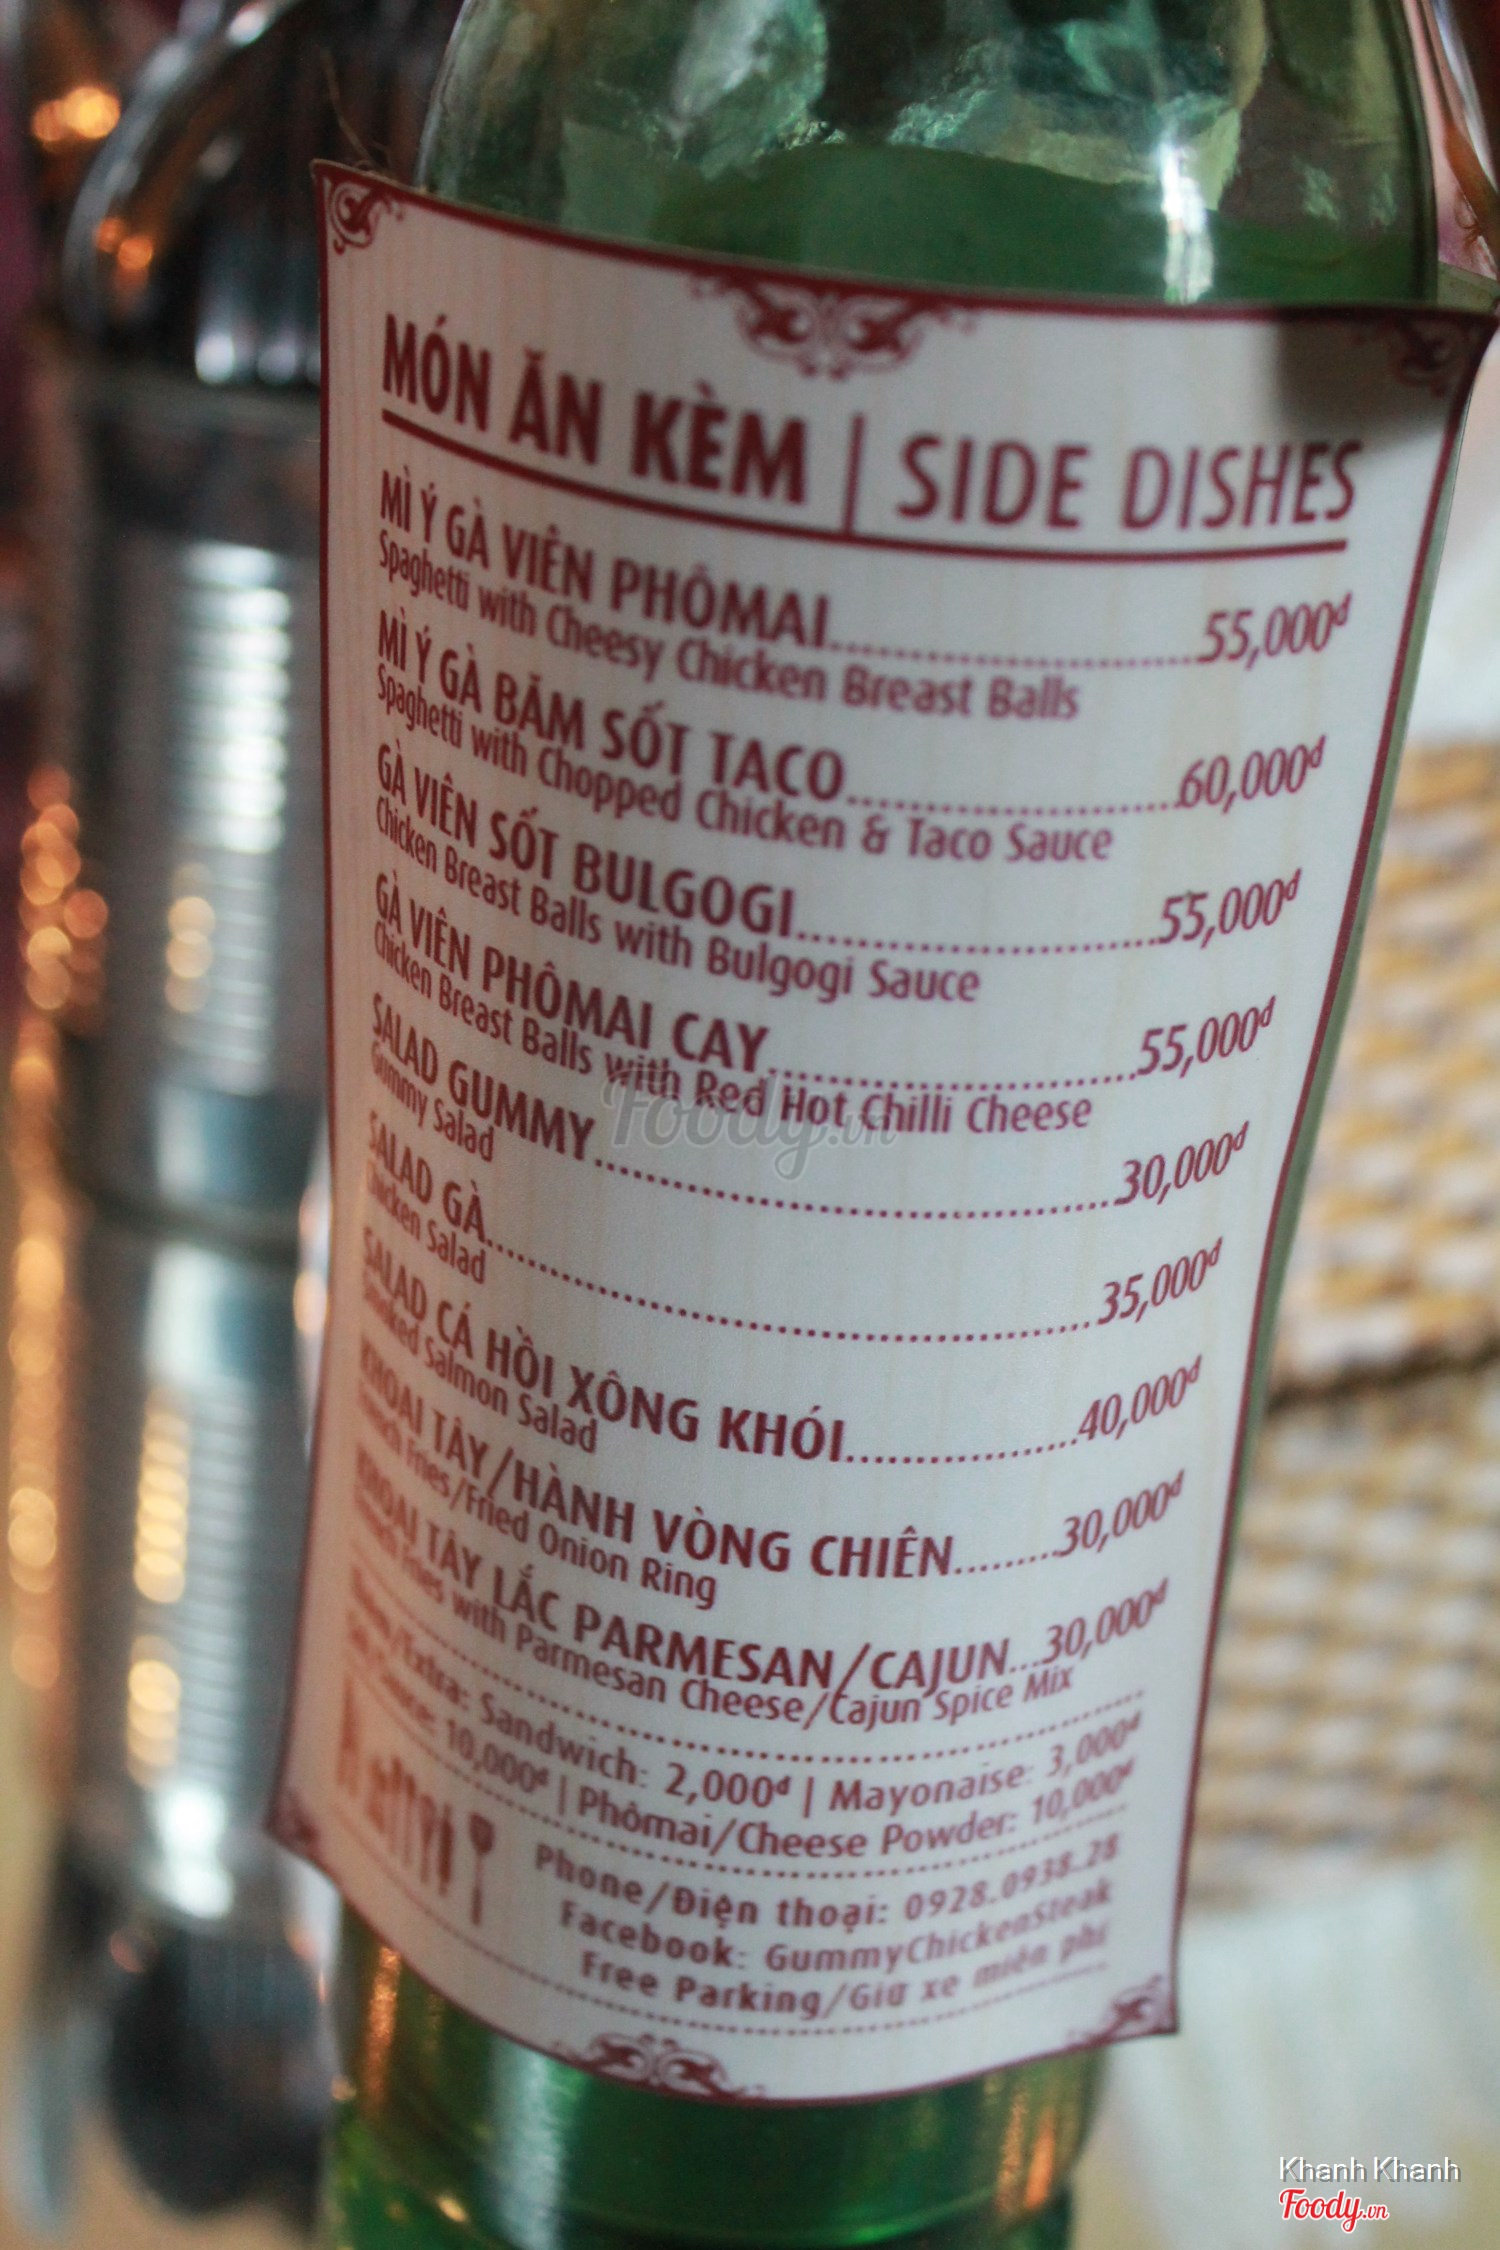 MÓN ĂN KÈM | SIDE DISHES
MÌ Ý GÀ VIÊN PHÔMAI.....55,000đ
Spaghetti with Cheesy Chicken Breast Balls
MÌ Ý GÀ BĂM SỐT TACO.....60,000đ
Spaghetti with Chopped Chicken & Taco Sauce
GÀ VIÊN SỐT BULGOGI.....55,000đ
Chicken Breast Balls with Bulgogi Sauce
GÀ VIÊN PHÔMAI CAY.....55,000đ
Chicken Breast Balls with Red Hot Chilli Cheese
SALAD GUMMY.....30,000đ
Gummy Salad
SALAD GÀ.....35,000đ
Chicken Salad
SALAD CÁ HỒI XÔNG KHÓI.....40,000đ
Smoked Salmon Salad
KHOAI TÂY/HÀNH VÒNG CHIÊN.....30,000đ
French Fries/Fried Onion Ring
KHOAI TÂY LẮC PARMESAN/CAJUN...30,000đ
French Fries with Parmesan Cheese/Cajun Spice Mix
/Extra: Sandwich: 2,000đ | Mayonaise: 3,000đ
10,000đ | Phômai/Cheese Powder: 10,000đ
Phone/Điện thoại: 0928.0938.28
Facebook: GummyChickenSteak
Free Parking/Giữ xe miễn phí
Foody.vn
Khanh Khanh
Foody.vn